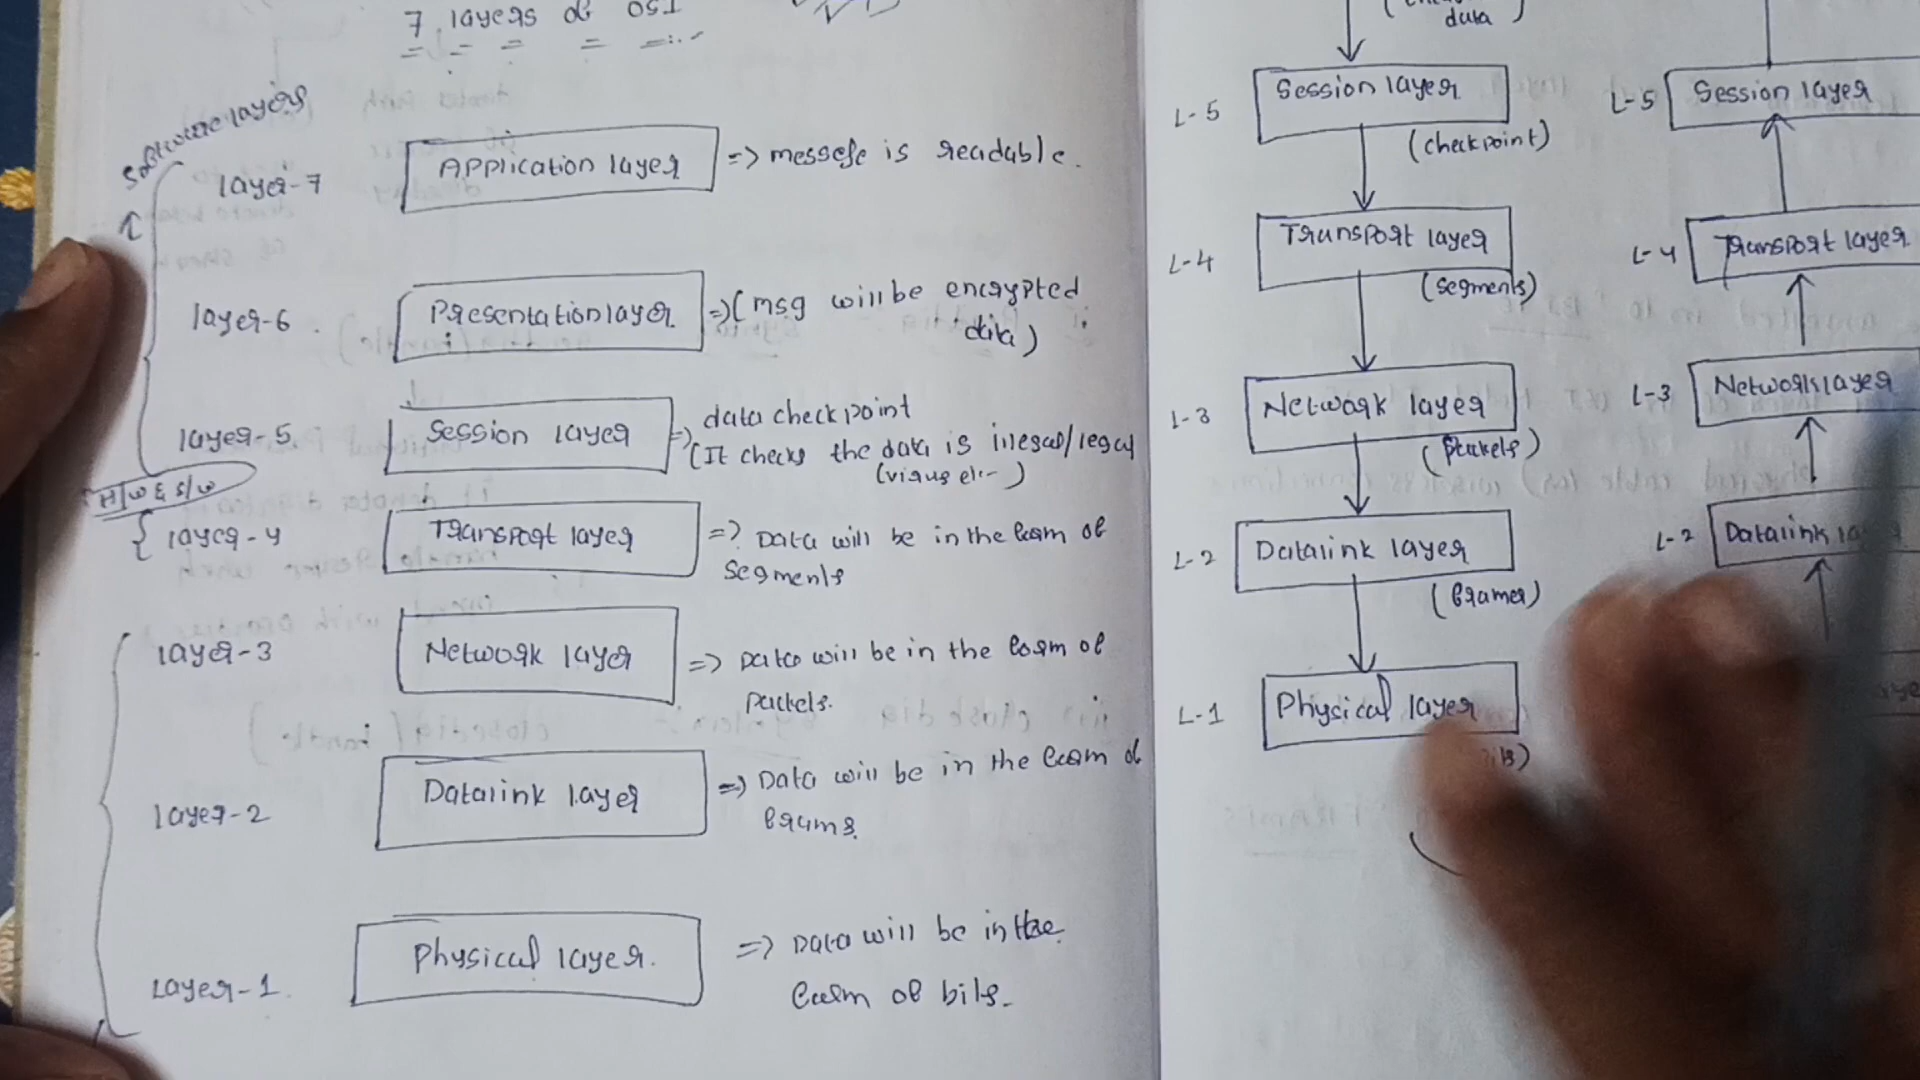 7 layers of OSI
Software layers
layer-7
Application layer
=> messefe is readable.
layer-6
Presentation layer
=> (msg will be encrypted
data)
layer-5
Session layer
=> data check point
(It checks the data is illegal/legal
(virus etc-)
H/W & S/W
layer-4
Transport layer
=> Data will be in the form of
segments
layer-3
Network layer
=> Data will be in the form of
packets.
layer-2
Datalink layer
=> Data will be in the form of
frams.
Layer-1
Physical layer.
=> Data will be in the
form of bits-
data)
L-5
Session layer
(checkpoint)
L-4
Transport layer
(segments)
L-3
Network layer
(packets)
L-2
Datalink layer
(frames)
L-1
Physical layer
L-5
Session layer
L-4
Transport layer
L-3
Network layer
L-2
Datalink